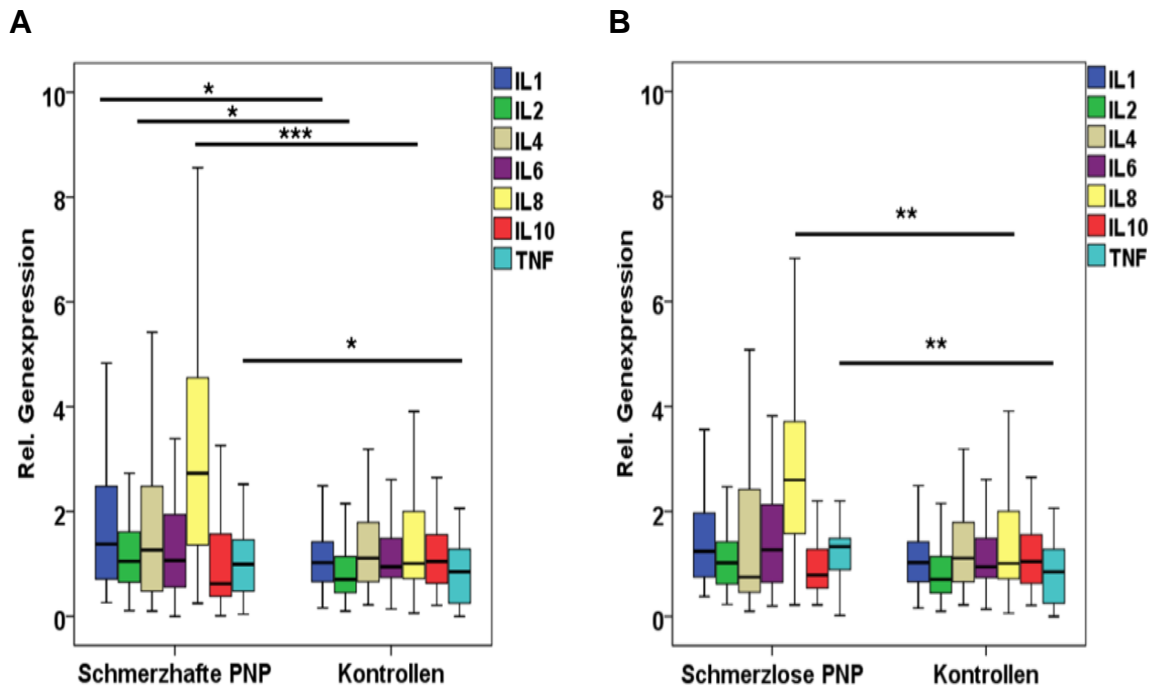 A
Rel. Genexpression
10
8
6
4
2
0
*
*
***
*
IL1
IL2
IL4
IL6
IL8
IL10
TNF
Schmerzhafte PNP
Kontrollen
B
Rel. Genexpression
10
8
6
4
2
0
**
**
IL1
IL2
IL4
IL6
IL8
IL10
TNF
Schmerzlose PNP
Kontrollen